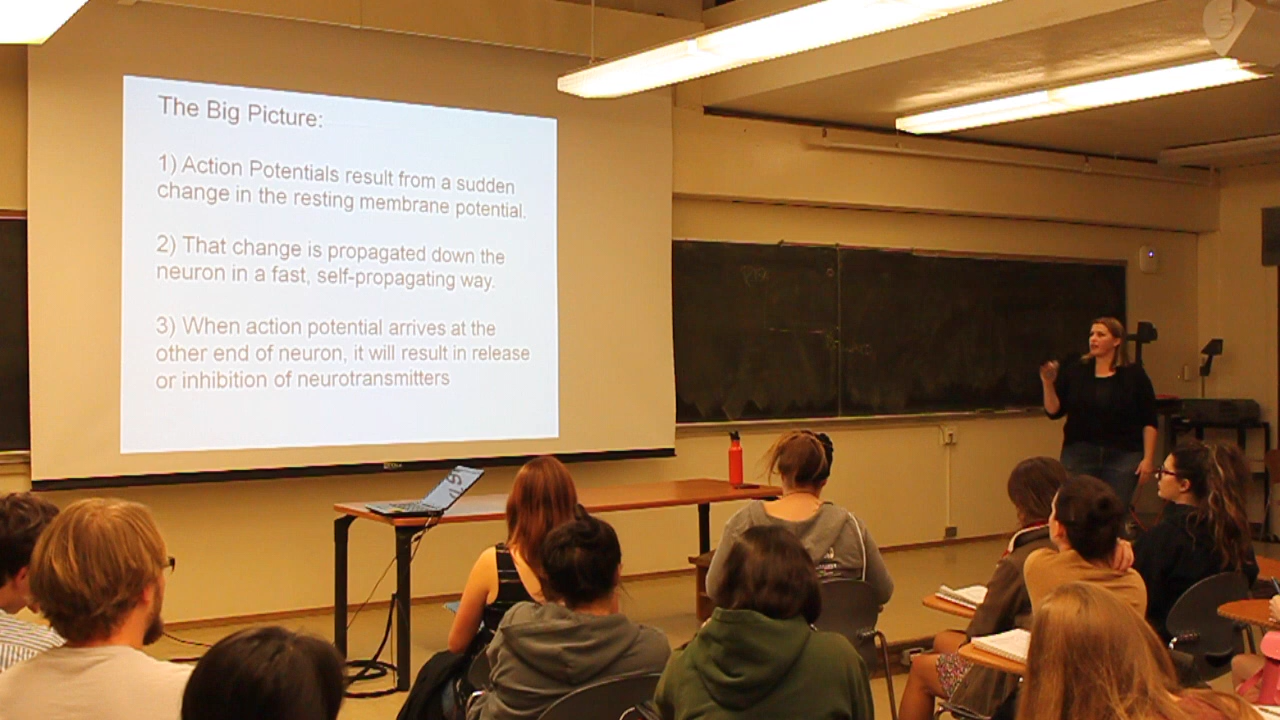 The Big Picture:
1) Action Potentials result from a sudden
change in the resting membrane potential.
2) That change is propagated down the
neuron in a fast, self-propagating way.
3) When action potential arrives at the
other end of neuron, it will result in release
or inhibition of neurotransmitters